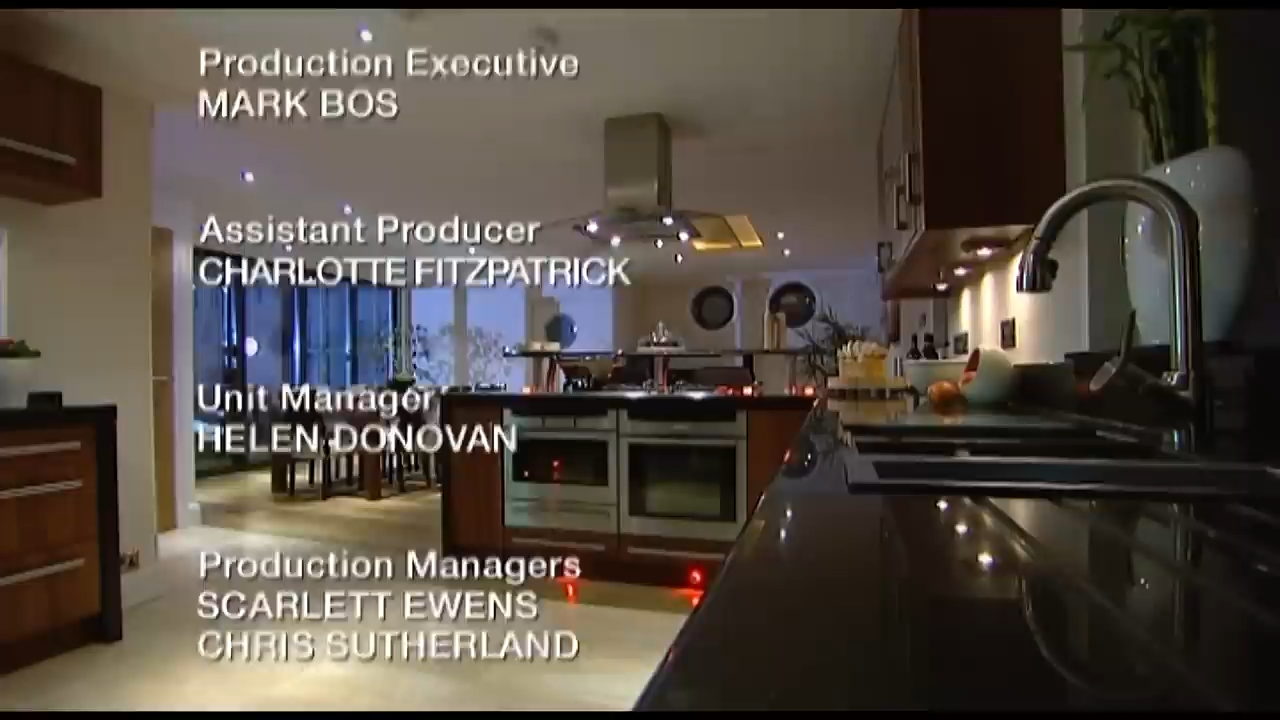 Production Executive
MARK BOS
Assistant Producer
CHARLOTTE FITZPATRICK
Unit Manager
HELEN DONOVAN
Production Managers
SCARLETT EWENS
CHRIS SUTHERLAND